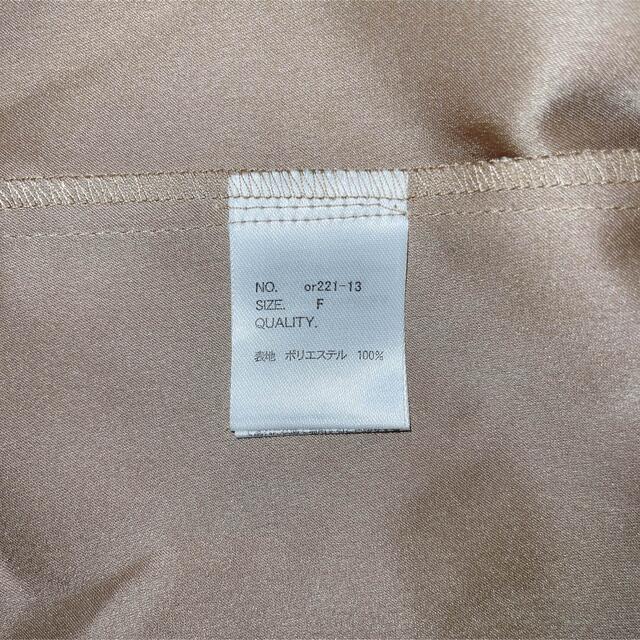 NO. or221-13
SIZE. F
QUALITY.
表地 ポリエステル 100%